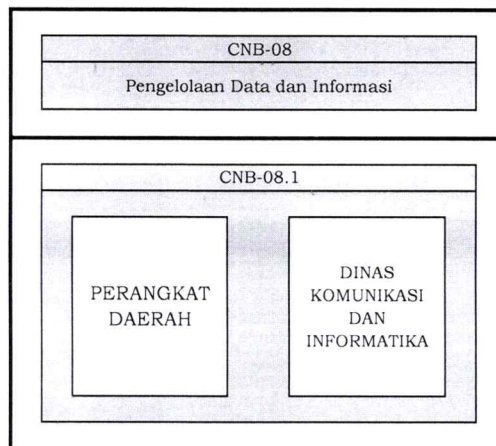 CNB-08
Pengelolaan Data dan Informasi
CNB-08.1
PERANGKAT
DAERAH
DINAS
KOMUNIKASI
DAN
INFORMATIKA